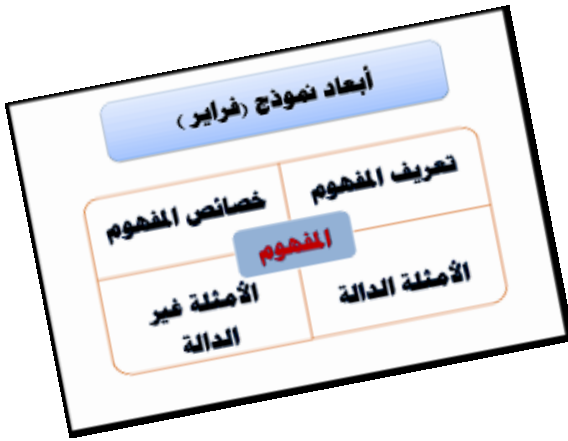 أبعاد نموذج (فراير)
تعريف المفهوم
خصائص المفهوم
المفهوم
الأمثلة الدالة
الأمثلة غير
الدالة